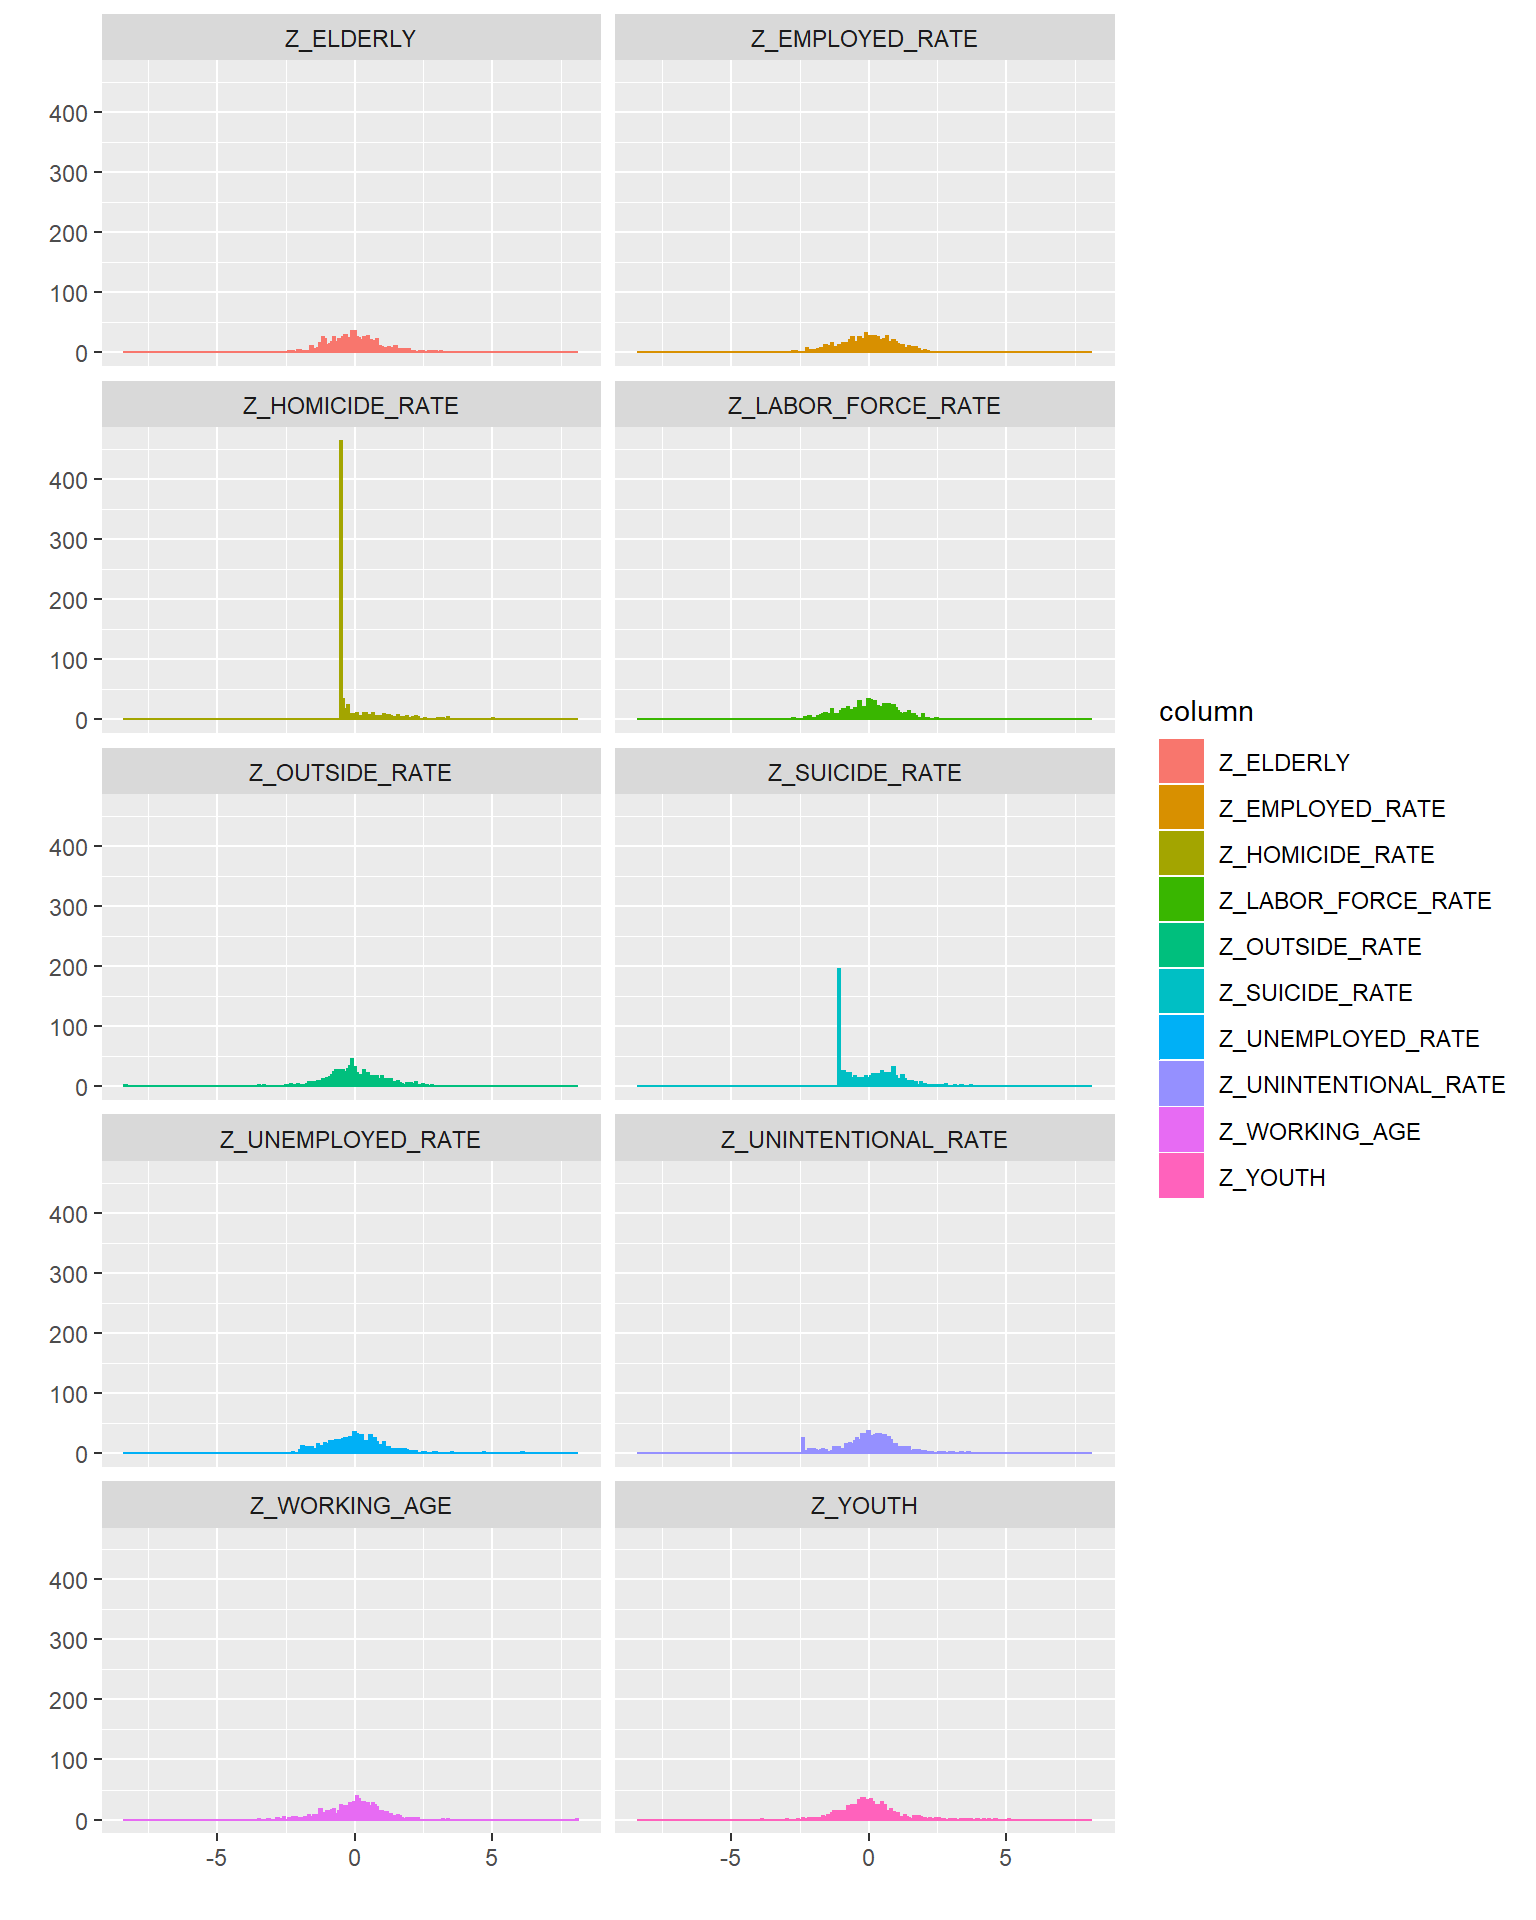 Z_ELDERLY Z_EMPLOYED_RATE
400
300
200
100
0
Z_HOMICIDE_RATE Z_LABOR_FORCE_RATE
400
300
200
100
0
Z_OUTSIDE_RATE Z_SUICIDE_RATE
400
300
200
100
0
Z_UNEMPLOYED_RATE Z_UNINTENTIONAL_RATE
400
300
200
100
0
Z_WORKING_AGE Z_YOUTH
400
300
200
100
0
-5 0 5 -5 0 5
column
Z_ELDERLY
Z_EMPLOYED_RATE
Z_HOMICIDE_RATE
Z_LABOR_FORCE_RATE
Z_OUTSIDE_RATE
Z_SUICIDE_RATE
Z_UNEMPLOYED_RATE
Z_UNINTENTIONAL_RATE
Z_WORKING_AGE
Z_YOUTH